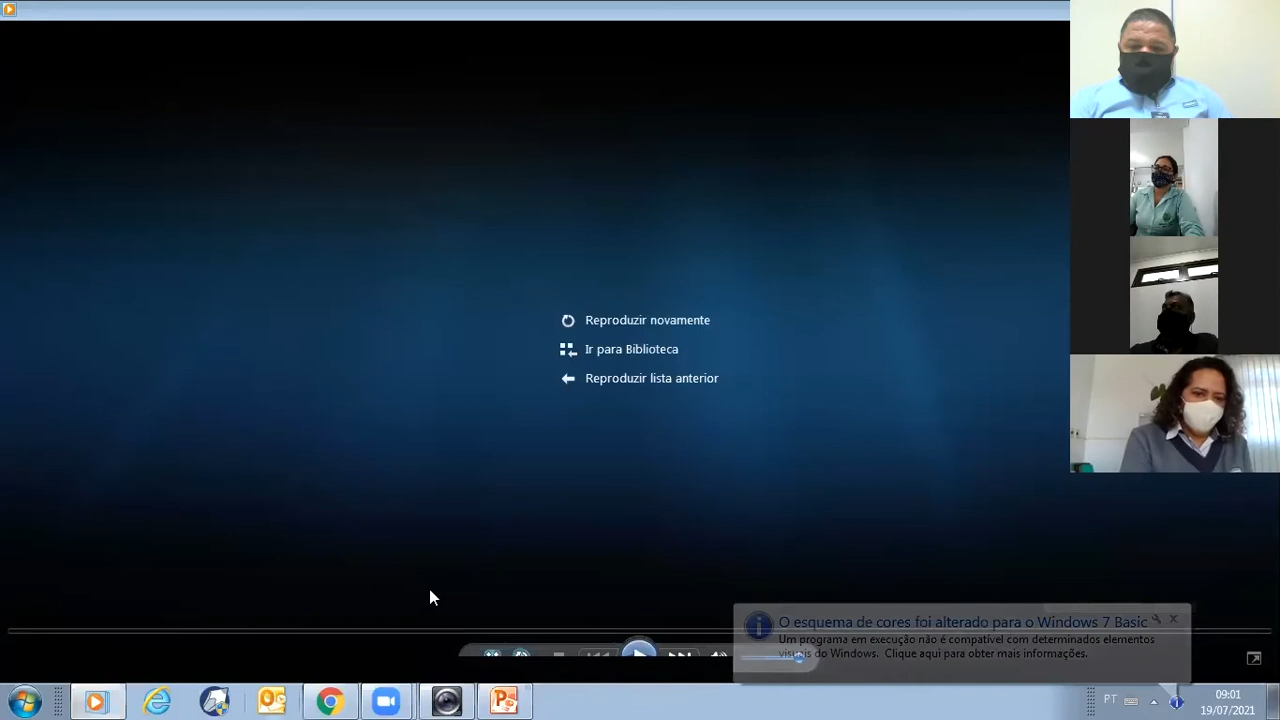 Reproduzir novamente
Ir para Biblioteca
Reproduzir lista anterior
O esquema de cores foi alterado para o Windows 7 Basic
Um programa em execução não é compatível com determinados elementos
visuais do Windows. Clique aqui para obter mais informações.
PT
09:01
19/07/2021